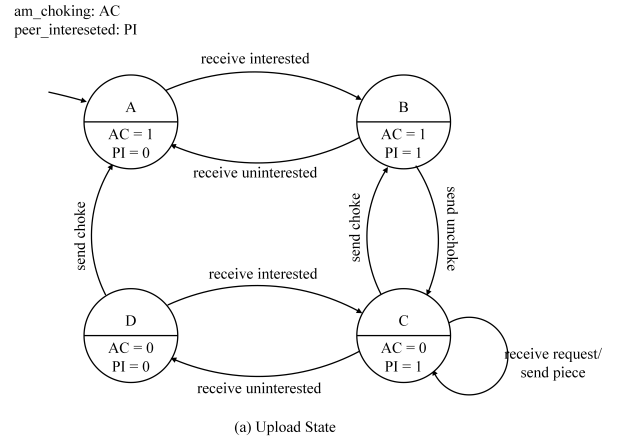 am_choking: AC
peer_intereseted: PI
receive interested
A
AC = 1
PI = 0
B
AC = 1
PI = 1
receive uninterested
send choke
send choke
send unchoke
receive interested
D
AC = 0
PI = 0
C
AC = 0
PI = 1
receive request/
send piece
receive uninterested
(a) Upload State